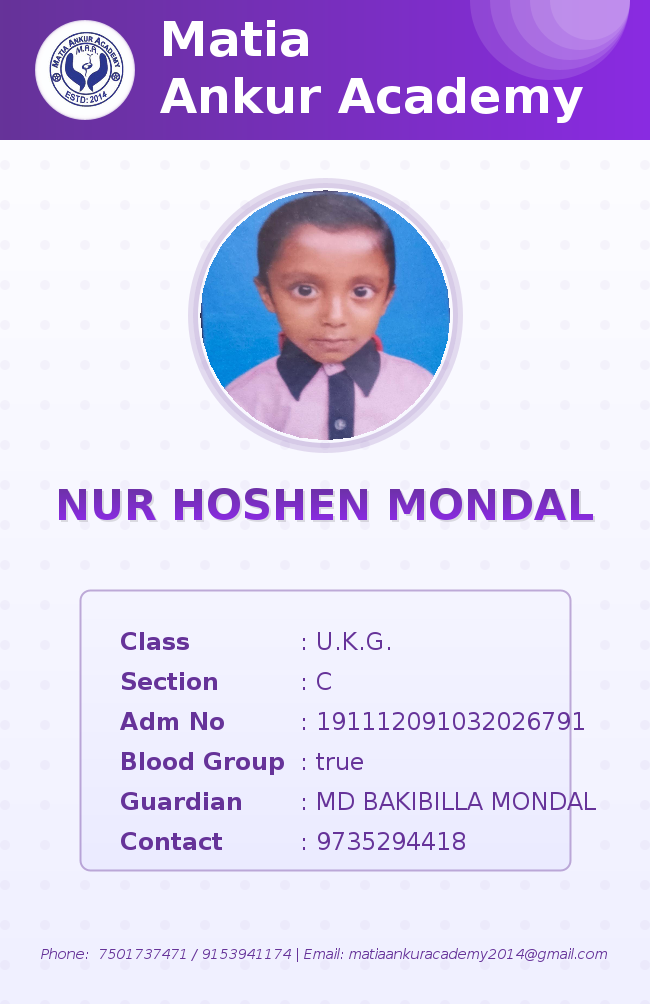 MATIA ANKUR ACADEMY
M.A.A.
ESTD: 2014
Matia
Ankur Academy
NUR HOSHEN MONDAL
Class : U.K.G.
Section : C
Adm No : 191112091032026791
Blood Group : true
Guardian : MD BAKIBILLA MONDAL
Contact : 9735294418
Phone: 7501737471 / 9153941174 | Email: matiaankuracademy2014@gmail.com